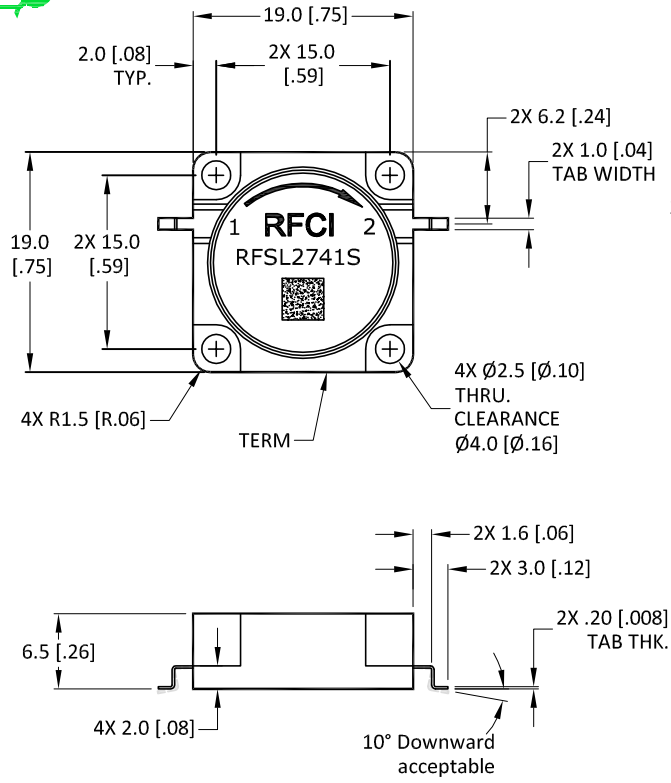 19.0 [.75]
2.0 [.08]
TYP.
2X 15.0
[.59]
2X 6.2 [.24]
2X 1.0 [.04]
TAB WIDTH
19.0
[.75]
2X 15.0
[.59]
1 RFCI 2
RFSL2741S
4X R1.5 [R.06]
TERM
4X Ø2.5 [Ø.10]
THRU.
CLEARANCE
Ø4.0 [Ø.16]
2X 1.6 [.06]
2X 3.0 [.12]
2X .20 [.008]
TAB THK.
6.5 [.26]
4X 2.0 [.08]
10° Downward
acceptable